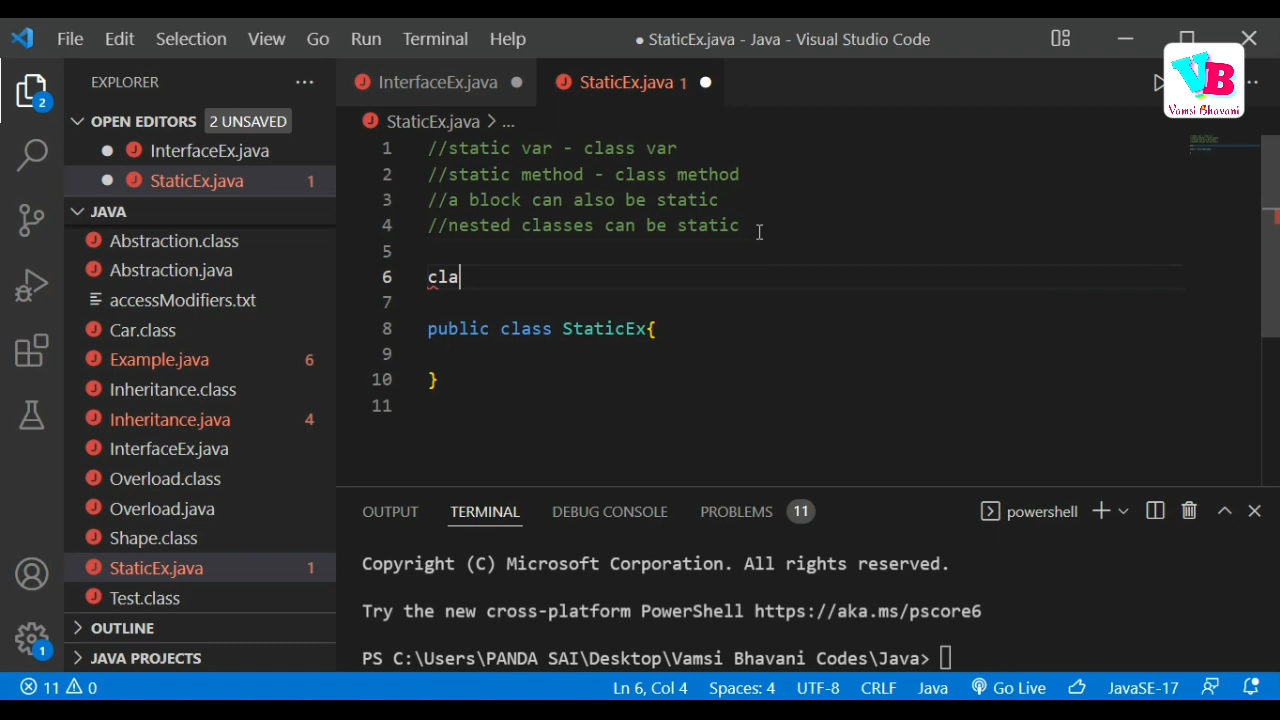 File Edit Selection View Go Run Terminal Help
● StaticEx.java - Java - Visual Studio Code
VB
Vamsi Bhavani
EXPLORER
2
OPEN EDITORS 2 UNSAVED
InterfaceEx.java
StaticEx.java 1
JAVA
Abstraction.class
Abstraction.java
accessModifiers.txt
Car.class
Example.java 6
Inheritance.class
Inheritance.java 4
InterfaceEx.java
Overload.class
Overload.java
Shape.class
StaticEx.java 1
Test.class
OUTLINE
JAVA PROJECTS
1
InterfaceEx.java
StaticEx.java 1
StaticEx.java > ...
1 //static var - class var
2 //static method - class method
3 //a block can also be static
4 //nested classes can be static
5
6 cla
7
8 public class StaticEx{
9
10 }
11
OUTPUT TERMINAL DEBUG CONSOLE PROBLEMS 11
powershell
Copyright (C) Microsoft Corporation. All rights reserved.
Try the new cross-platform PowerShell https://aka.ms/pscore6
PS C:\Users\PANDA SAI\Desktop\Vamsi Bhavani Codes\Java>
11 0 Ln 6, Col 4 Spaces: 4 UTF-8 CRLF Java Go Live JavaSE-17